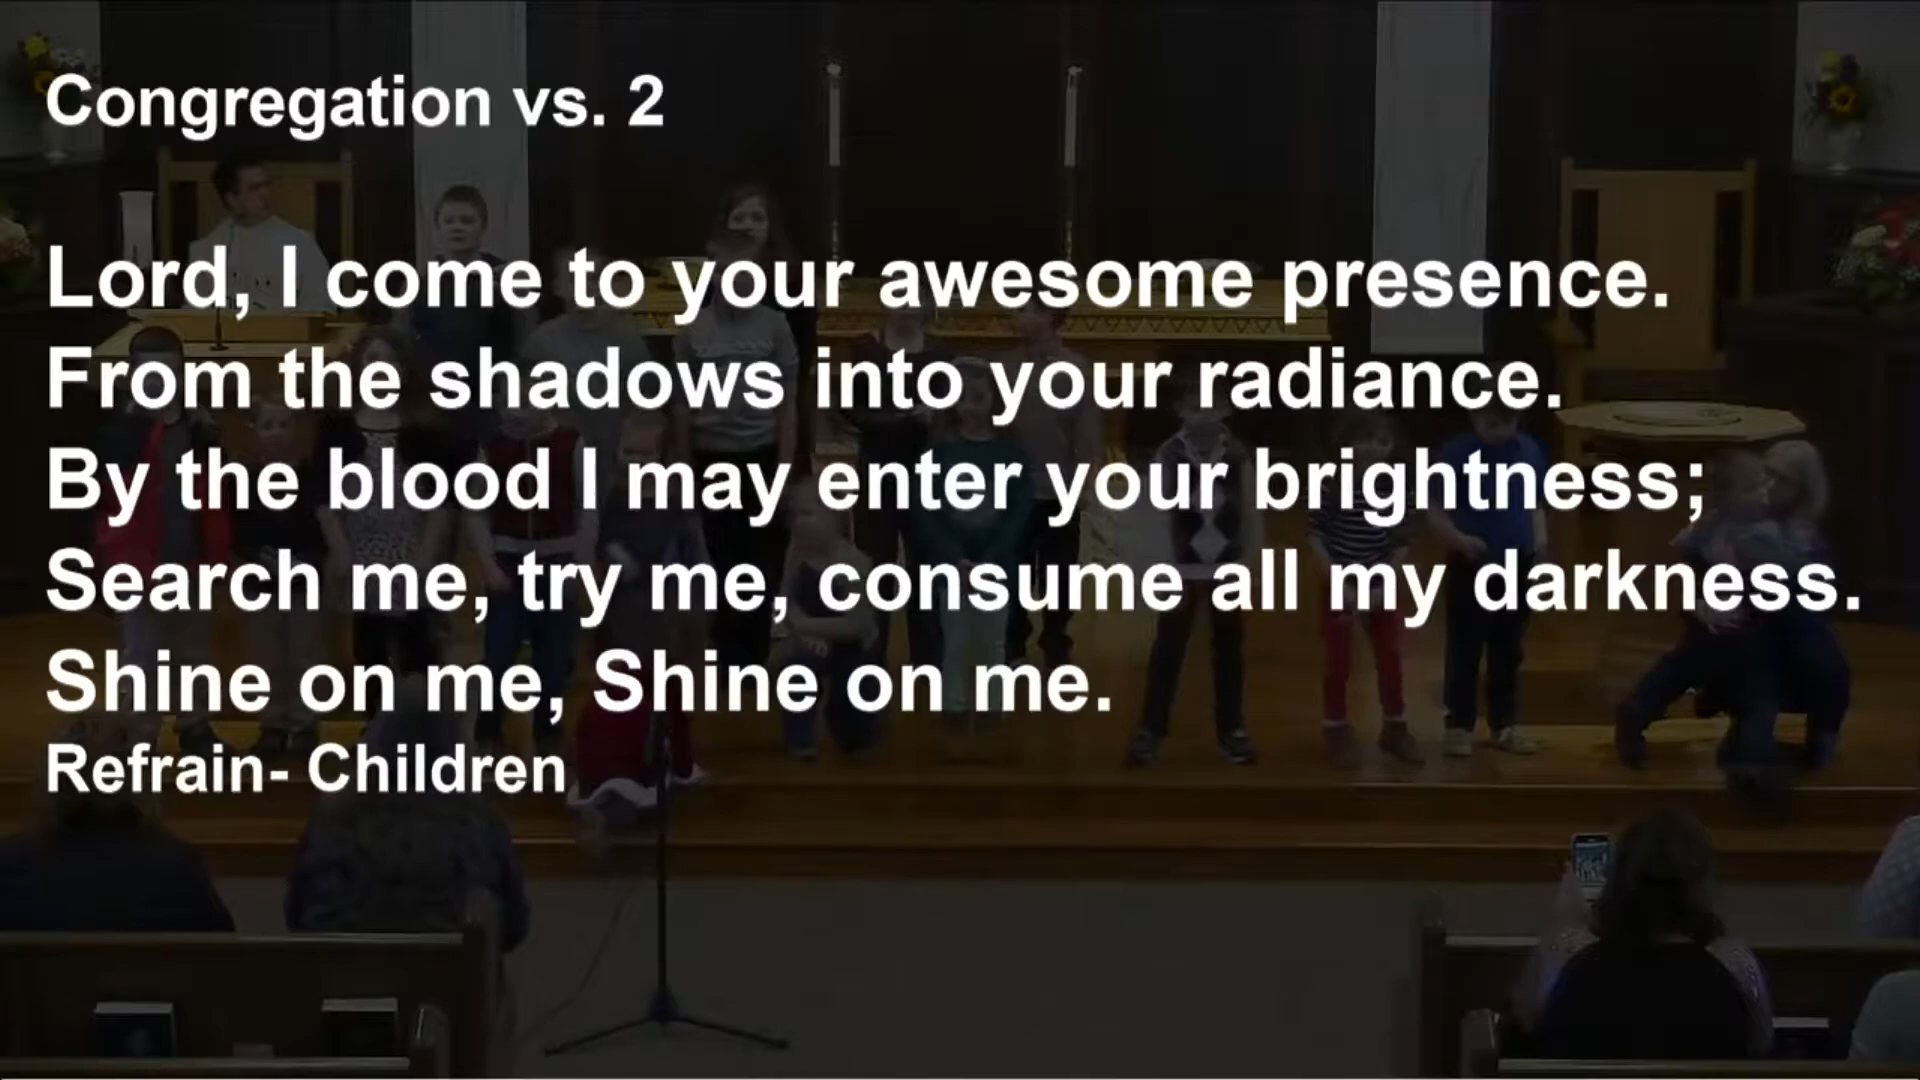 Congregation vs. 2
Lord, I come to your awesome presence.
From the shadows into your radiance.
By the blood I may enter your brightness;
Search me, try me, consume all my darkness.
Shine on me, Shine on me.
Refrain- Children